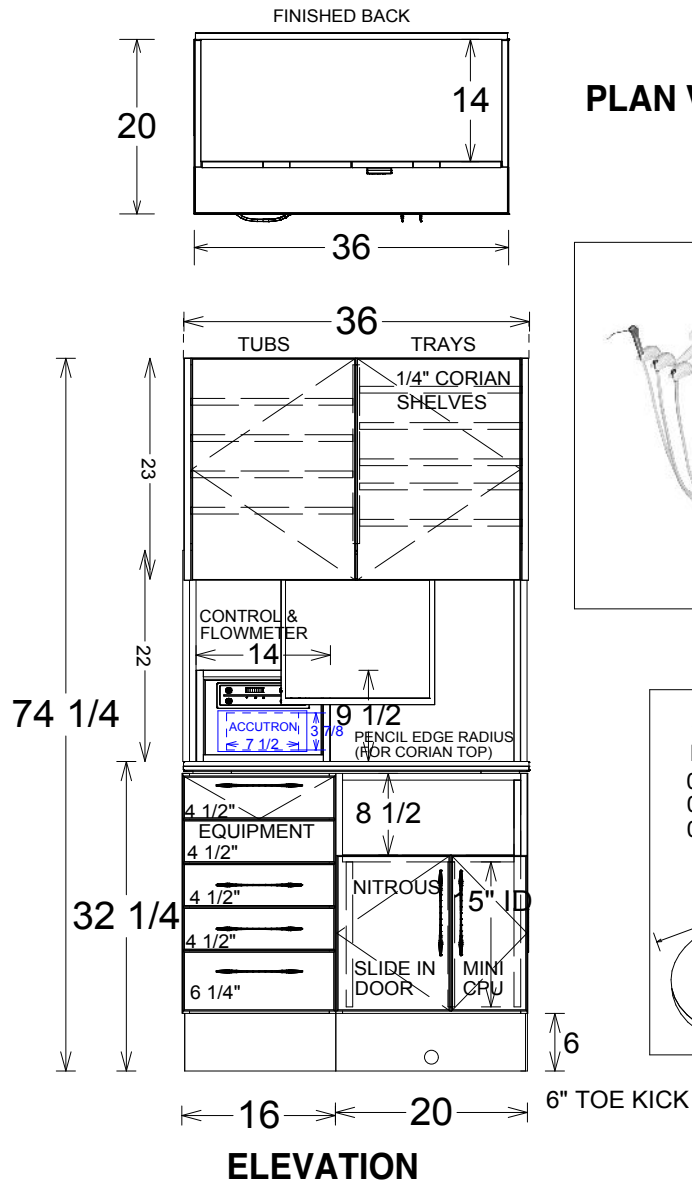 FINISHED BACK
20
14
PLAN V
36
36
TUBS
TRAYS
1/4" CORIAN
SHELVES
23
CONTROL &
FLOWMETER
22
14
74 1/4
9 1/2
ACCUTRON
3 7/8
7 1/2
PENCIL EDGE RADIUS
(FOR CORIAN TOP)
4 1/2"
8 1/2
EQUIPMENT
4 1/2"
4 1/2"
NITROUS
15" ID
32 1/4
4 1/2"
SLIDE IN
DOOR
MINI
CPU
6 1/4"
6
6" TOE KICK
16
20
ELEVATION